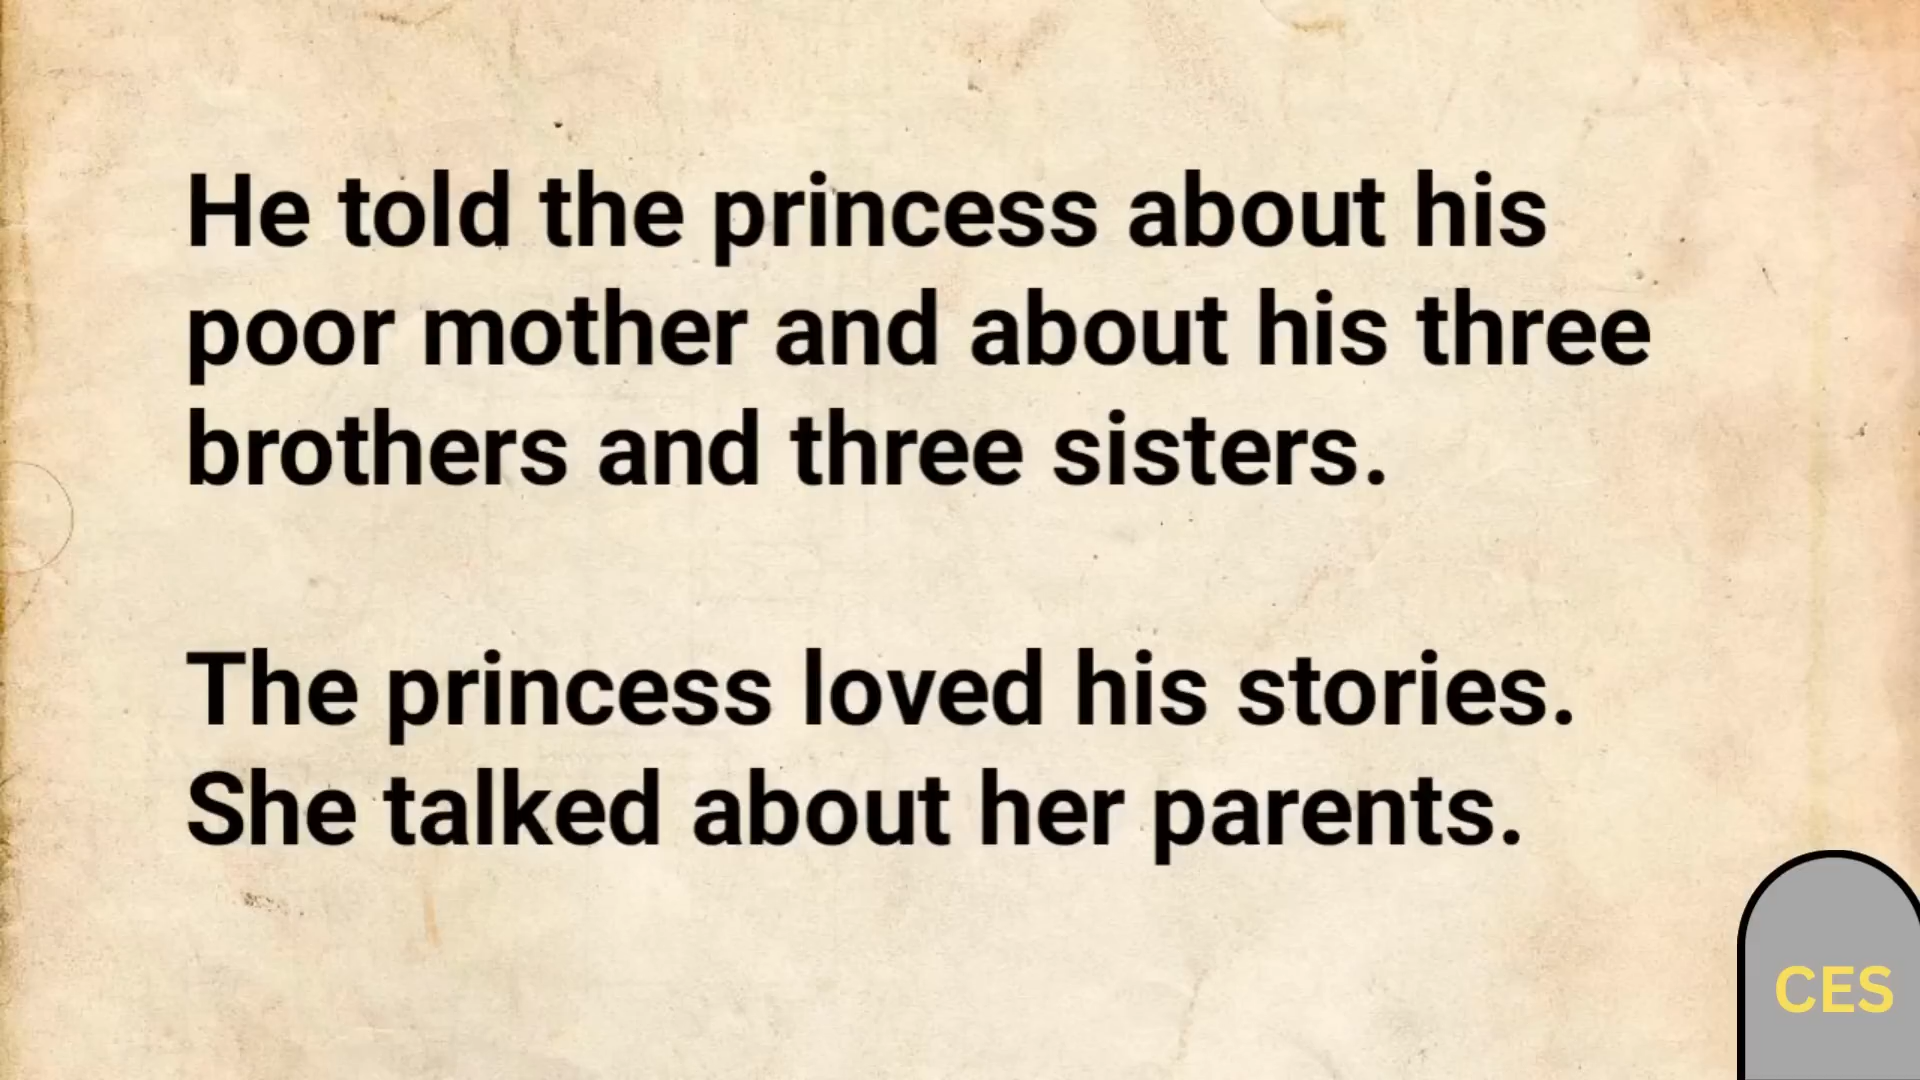 He told the princess about his
poor mother and about his three
brothers and three sisters.
The princess loved his stories.
She talked about her parents.
CES